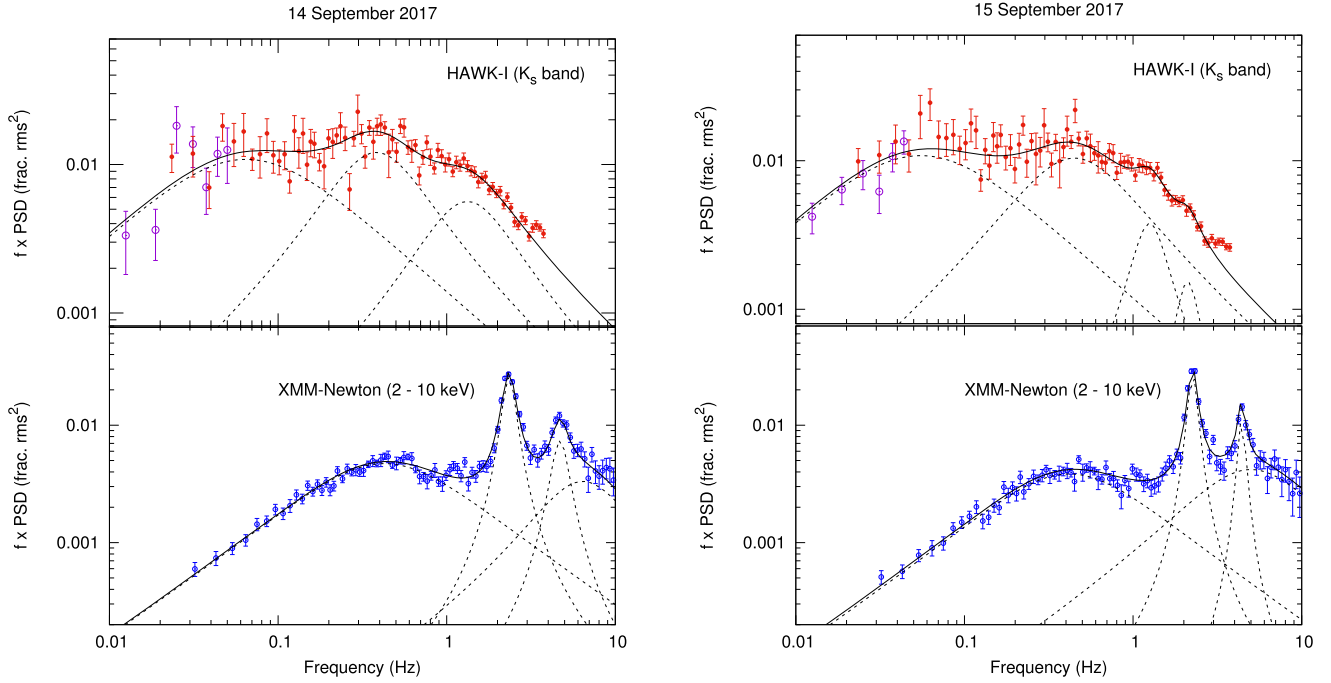 14 September 2017
HAWK-I (Ks band)
f x PSD (frac. rms2)
0.01
0.001
XMM-Newton (2 - 10 keV)
f x PSD (frac. rms2)
0.01
0.001
0.01 0.1 1 10
Frequency (Hz)
15 September 2017
HAWK-I (Ks band)
f x PSD (frac. rms2)
0.01
0.001
XMM-Newton (2 - 10 keV)
f x PSD (frac. rms2)
0.01
0.001
0.01 0.1 1 10
Frequency (Hz)